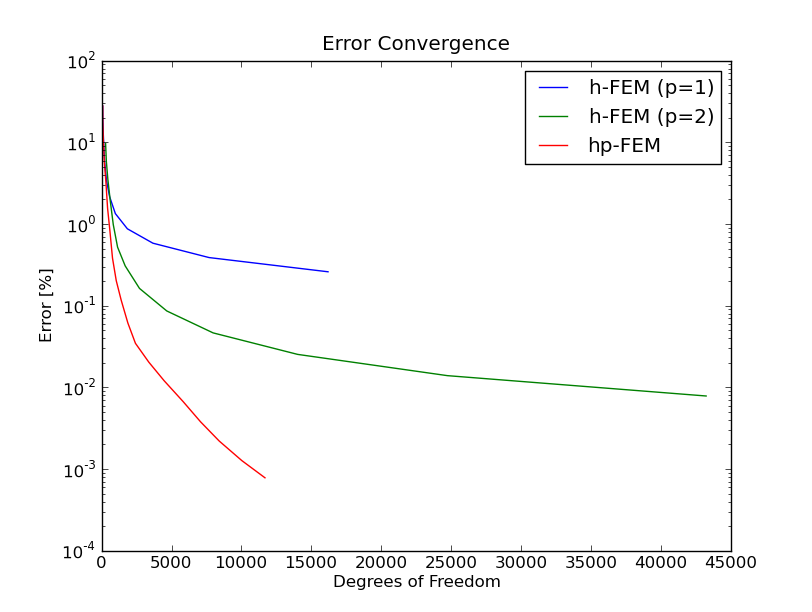 Error Convergence
h-FEM (p=1)
h-FEM (p=2)
hp-FEM
Error [%]
10^2
10^1
10^0
10^-1
10^-2
10^-3
10^-4
0 5000 10000 15000 20000 25000 30000 35000 40000 45000
Degrees of Freedom